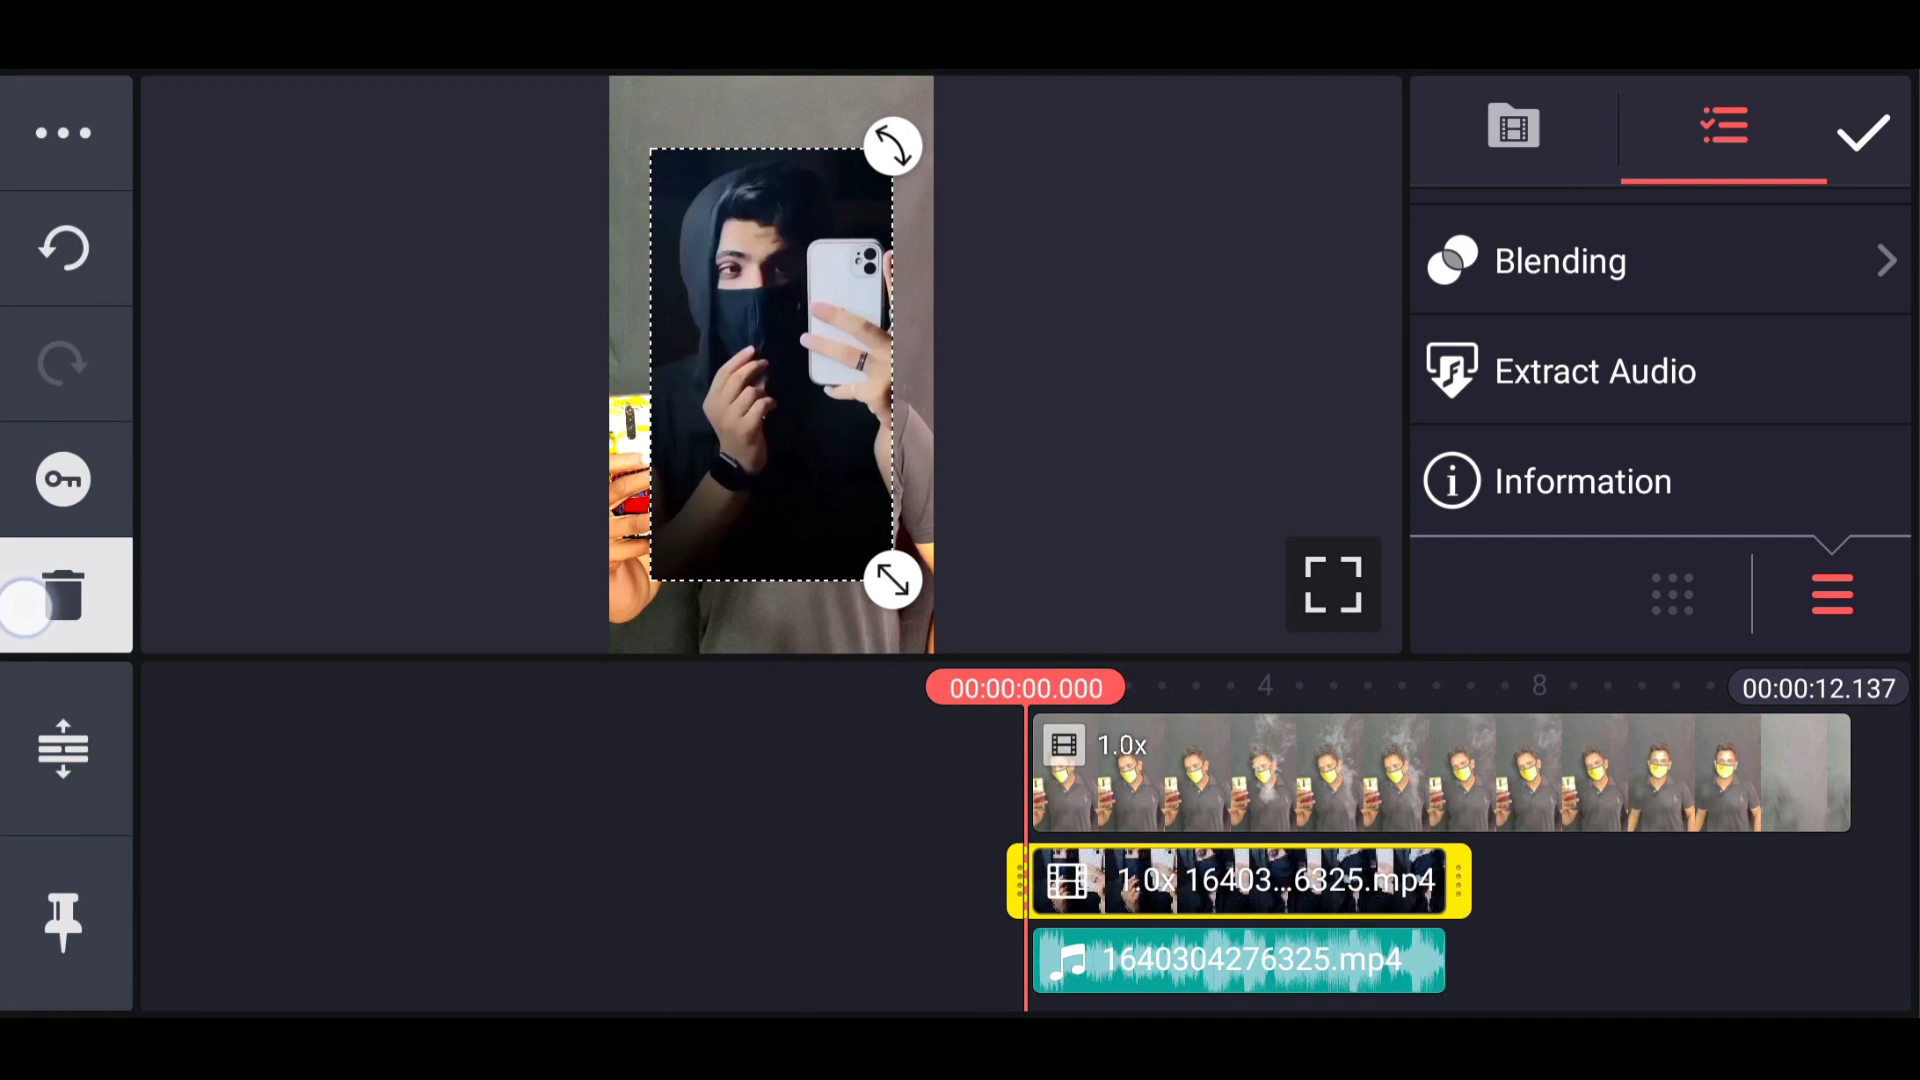 Blending
Extract Audio
Information
00:00:00.000
4
8
00:00:12.137
1.0x
1.0x 16403...6325.mp4
1640304276325.mp4